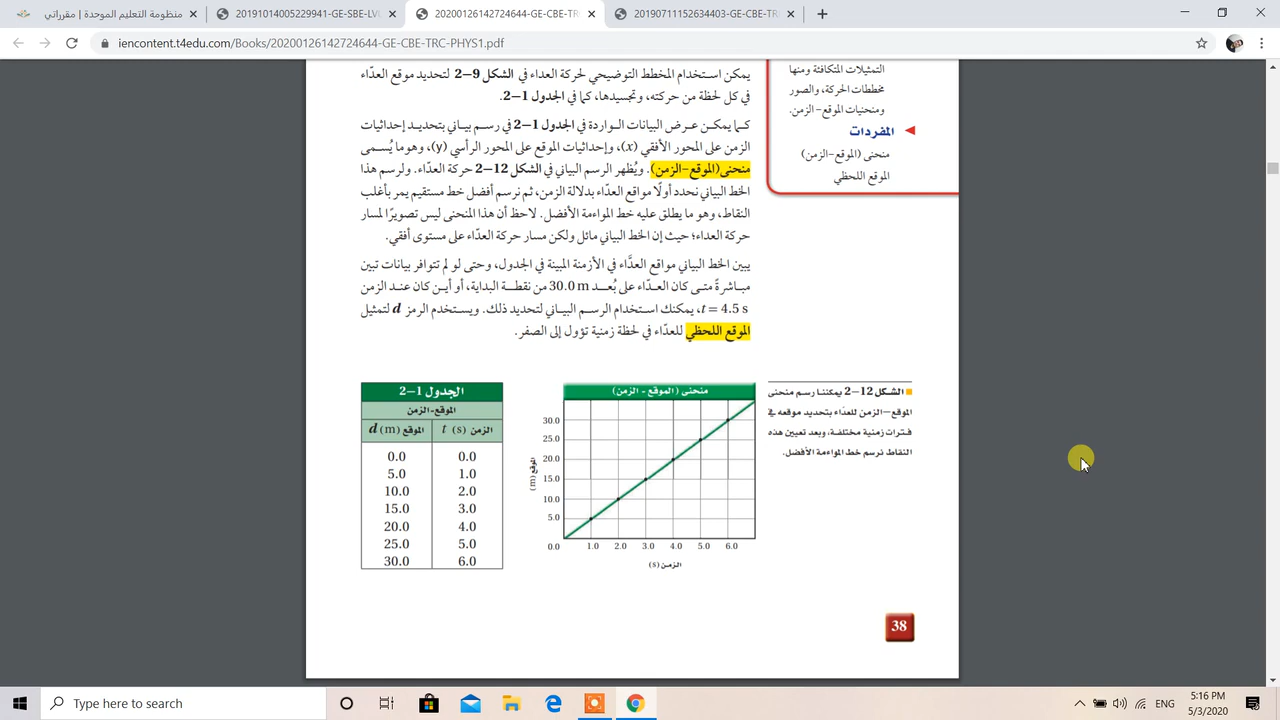 منظومة التعليم الموحدة | مقرراتي
20191014005229941-GE-SBE-LVL
20200126142724644-GE-CBE-TRC
20190711152634403-GE-CBE-TRC
iencontent.t4edu.com/Books/20200126142724644-GE-CBE-TRC-PHYS1.pdf
التمثيلات المتكافئة ومنها
مخططات الحركة، والصور
ومنحنيات الموقع- الزمن.
المفردات
منحنى (الموقع-الزمن)
الموقع اللحظي
يمكن استخدام المخطط التوضيحي لحركة العداء في الشكل 9-2 لتحديد موقع العدّاء
في كل لحظة من حركته، وتجسيدها، كما في الجدول 1-2.
كما يمكن عرض البيانات الواردة في الجدول 1-2 في رسم بياني بتحديد إحداثيات
الزمن على المحور الأفقي (x)، وإحداثيات الموقع على المحور الرأسي (y)، وهو ما يُسمى
منحنى(الموقع-الزمن). ويُظهر الرسم البياني في الشكل 12-2 حركة العدّاء. ولرسم هذا
الخط البياني نحدد أولًا مواقع العدّاء بدلالة الزمن، ثم نرسم أفضل خط مستقيم يمر بأغلب
النقاط، وهو ما يطلق عليه خط المواءمة الأفضل. لاحظ أن هذا المنحنى ليس تصويرًا لمسار
حركة العداء؛ حيث إن الخط البياني مائل ولكن مسار حركة العدّاء على مستوى أفقي.
يبين الخط البياني مواقع العدَّاء في الأزمنة المبينة في الجدول، وحتى لو لم تتوافر بيانات تبين
مباشرةً متى كان العدّاء على بُعد 30.0 m من نقطة البداية، أو أين كان عند الزمن
t = 4.5 s، يمكنك استخدام الرسم البياني لتحديد ذلك. ويستخدم الرمز d لتمثيل
الموقع اللحظي للعدّاء في لحظة زمنية تؤول إلى الصفر.
الشكل 12-2 يمكننا رسم منحنى
الموقع-الزمن للعدّاء بتحديد موقعه في
فترات زمنية مختلفة، وبعد تعيين هذه
النقاط نرسم خط المواءمة الأفضل.
منحنى (الموقع - الزمن)
الموقع (m)
30.0
25.0
20.0
15.0
10.0
5.0
0.0 1.0 2.0 3.0 4.0 5.0 6.0
الزمن (s)
الجدول 1-2
الموقع-الزمن
الزمن t (s) الموقع d (m)
0.0 0.0
1.0 5.0
2.0 10.0
3.0 15.0
4.0 20.0
5.0 25.0
6.0 30.0
38
Type here to search
ENG
5:16 PM
5/3/2020